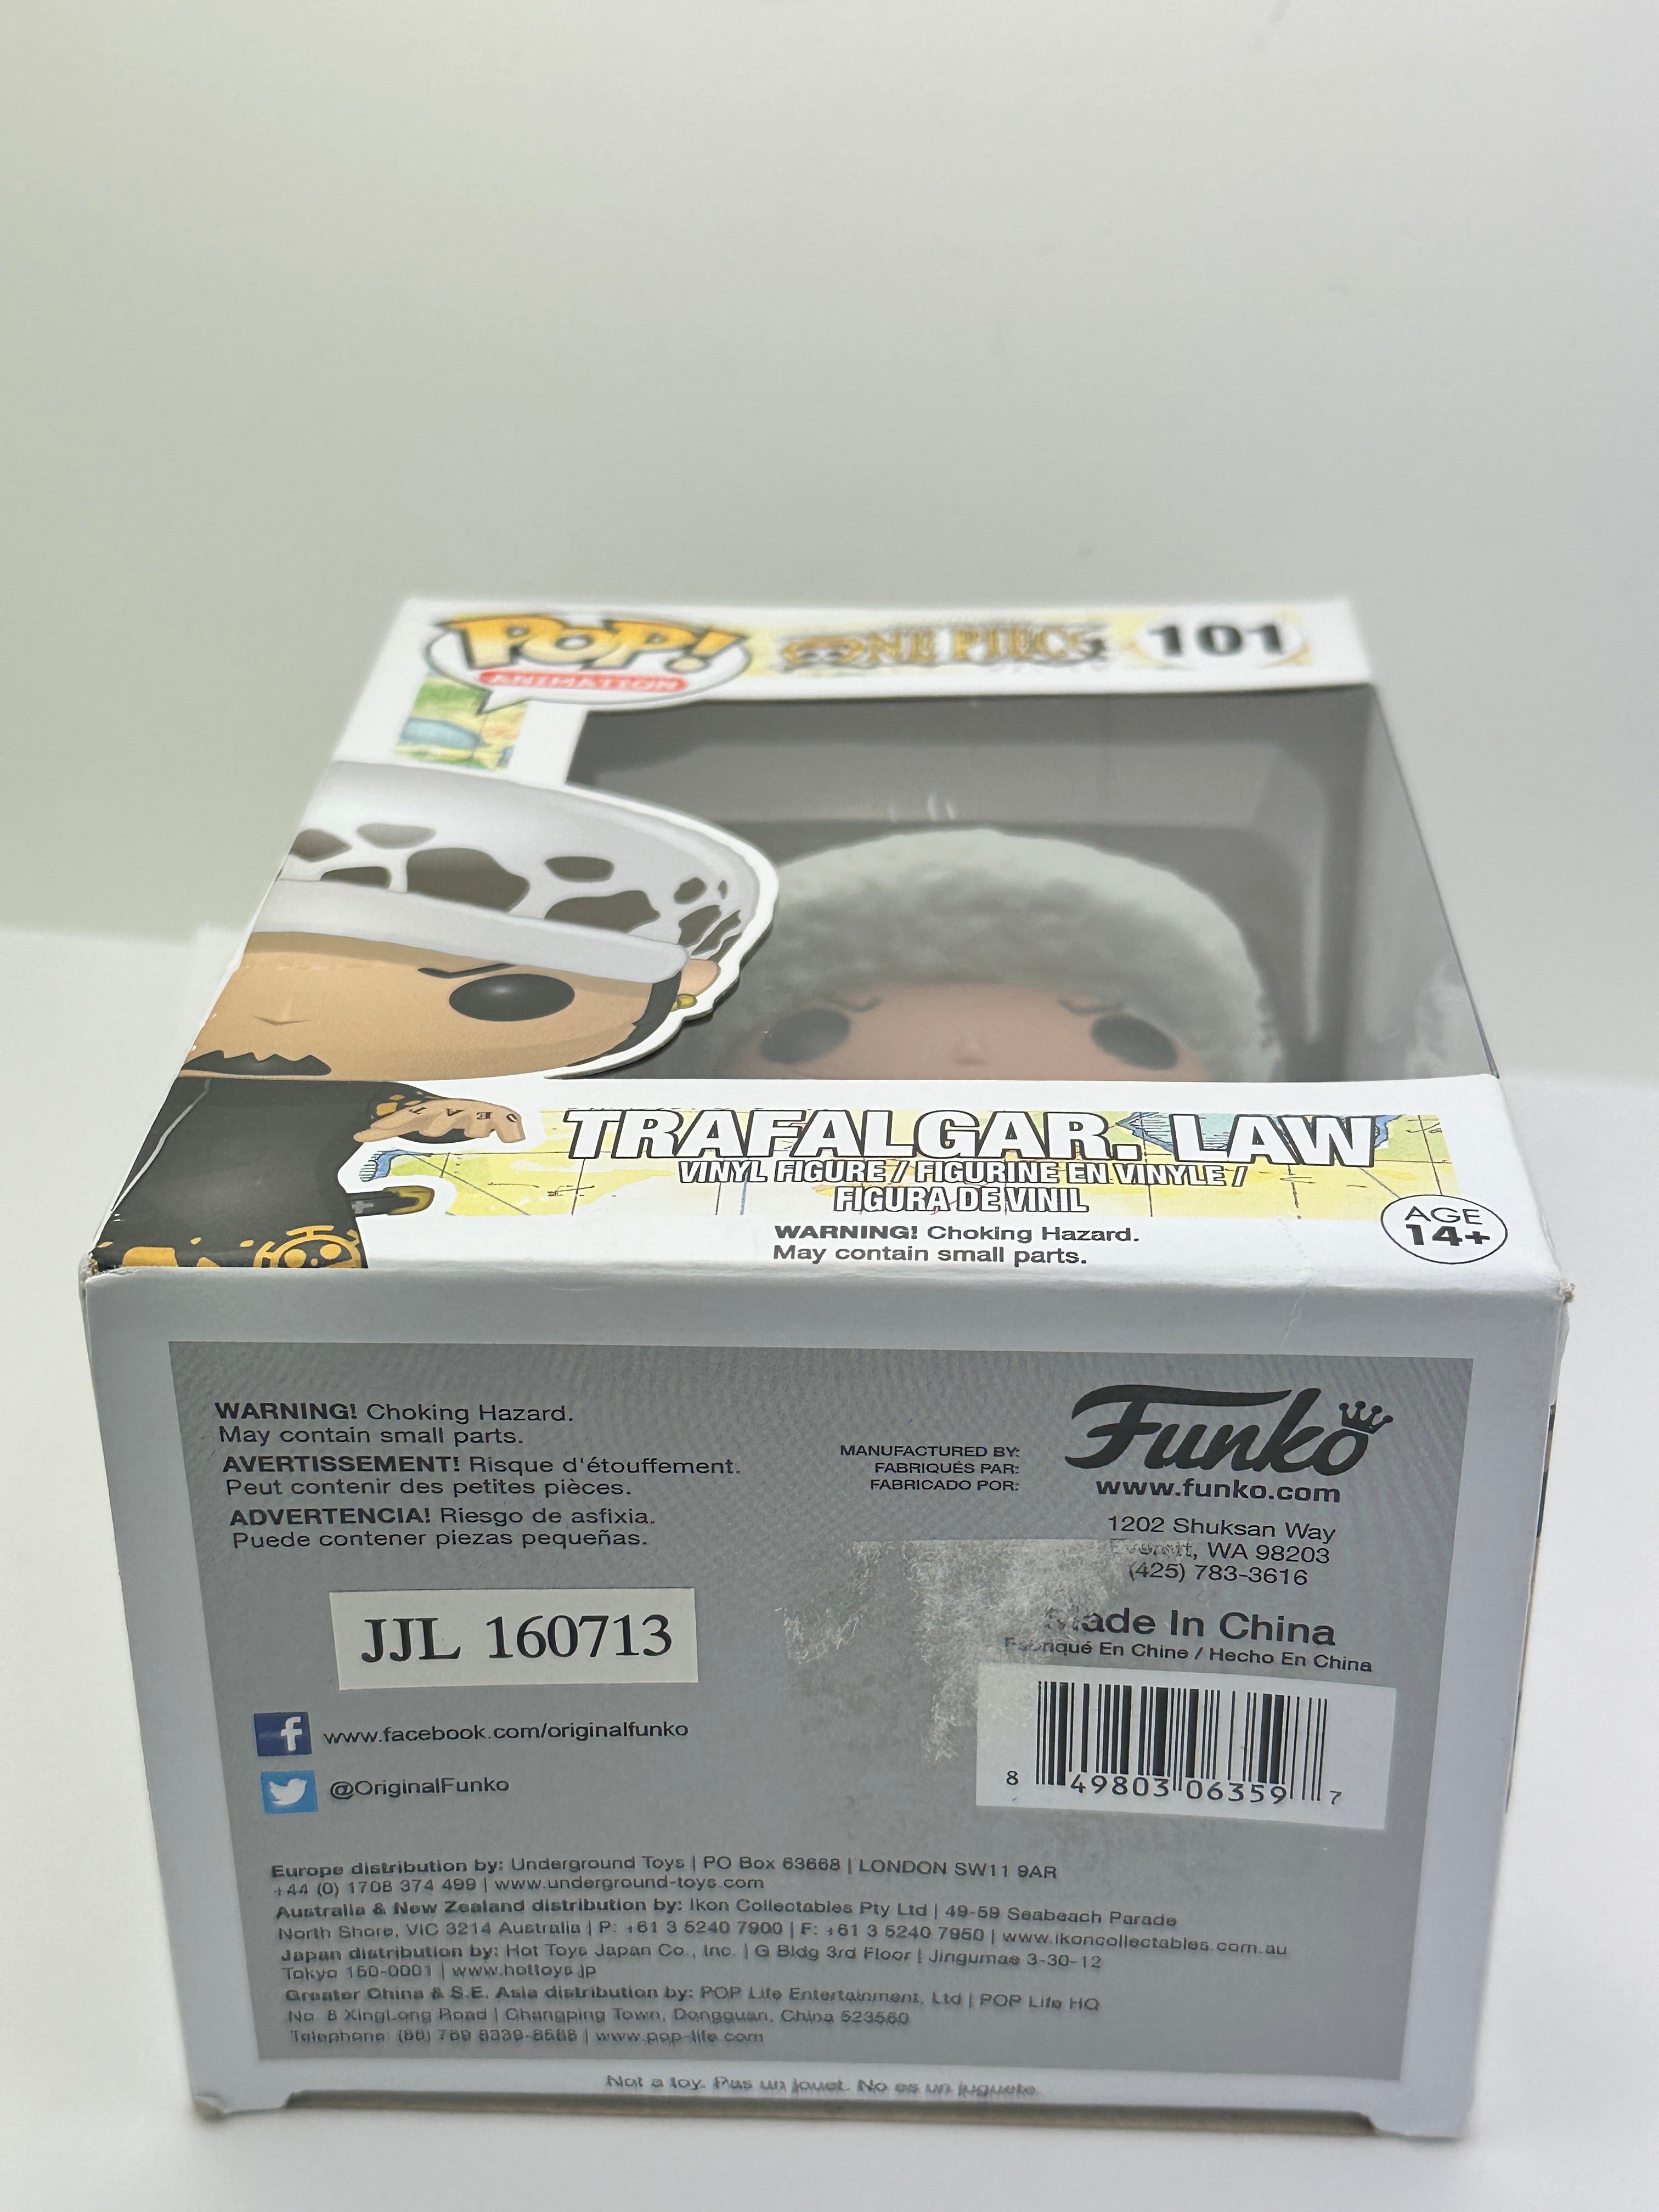 POP!
ANIMATION
ONE PIECE
101
DEATH
TRAFALGAR. LAW
VINYL FIGURE / FIGURINE EN VINYLE /
FIGURA DE VINIL
WARNING! Choking Hazard.
May contain small parts.
AGE
14+
WARNING! Choking Hazard.
May contain small parts.
AVERTISSEMENT! Risque d'étouffement.
Peut contenir des petites pièces.
ADVERTENCIA! Riesgo de asfixia.
Puede contener piezas pequeñas.
MANUFACTURED BY:
FABRIQUÉS PAR:
FABRICADO POR:
Funko
www.funko.com
1202 Shuksan Way
Everett, WA 98203
(425) 783-3616
Made In China
Fabriqué En Chine / Hecho En China
JJL 160713
www.facebook.com/originalfunko
@OriginalFunko
8 49803 06359 7
Europe distribution by: Underground Toys | PO Box 63668 | LONDON SW11 9AR
+44 (0) 1708 374 499 | www.underground-toys.com
Australia & New Zealand distribution by: Ikon Collectables Pty Ltd | 49-59 Seabeach Parade
North Shore, VIC 3214 Australia | P: +61 3 5240 7900 | F: +61 3 5240 7950 | www.ikoncollectables.com.au
Japan distribution by: Hot Toys Japan Co., Inc. | G Bldg 3rd Floor | Jingumae 3-30-12
Tokyo 150-0001 | www.hottoys.jp
Greater China & S.E. Asia distribution by: POP Life Entertainment, Ltd | POP Life HQ
No. 8 XingLong Road | Changping Town, Dongguan, China 523560
Telephone: (86) 769 8339-8588 | www.pop-life.com
Not a toy. Pas un jouet. No es un juguete.